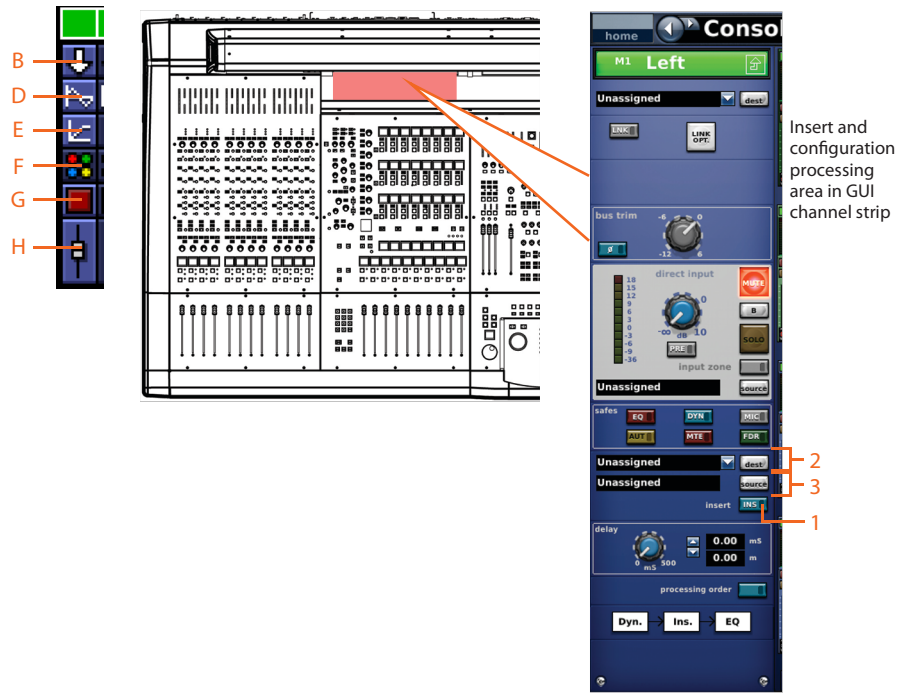 B
D
E
F
G
H
home
Conso
M1 Left
Unassigned
dest
LNK
LINK
OPT.
bus trim
-6 0
ø
-12 6
direct input
18
15
12
9
6
3
0
-3
-6
-9
-36
MUTE
0
B
-∞ dB 10
SOLO
PRE
input zone
Unassigned
source
safes
EQ DYN MIC
AUT MTE FDR
Unassigned
dest
2
Unassigned
source
3
insert INS
1
delay
0 mS 500
0.00 mS
0.00 m
processing order
Dyn. Ins. EQ
Insert and
configuration
processing
area in GUI
channel strip